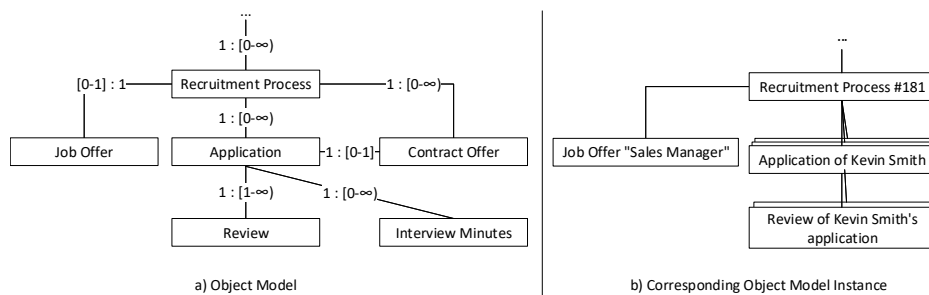 ...
1 : [0-∞)
[0-1] : 1
Recruitment Process
1 : [0-∞)
1 : [0-∞)
Job Offer
Application
1 : [0-1]
Contract Offer
1 : [1-∞)
1 : [0-∞)
Review
Interview Minutes
a) Object Model
...
Recruitment Process #181
Job Offer "Sales Manager"
Application of Kevin Smith
Review of Kevin Smith's
application
b) Corresponding Object Model Instance